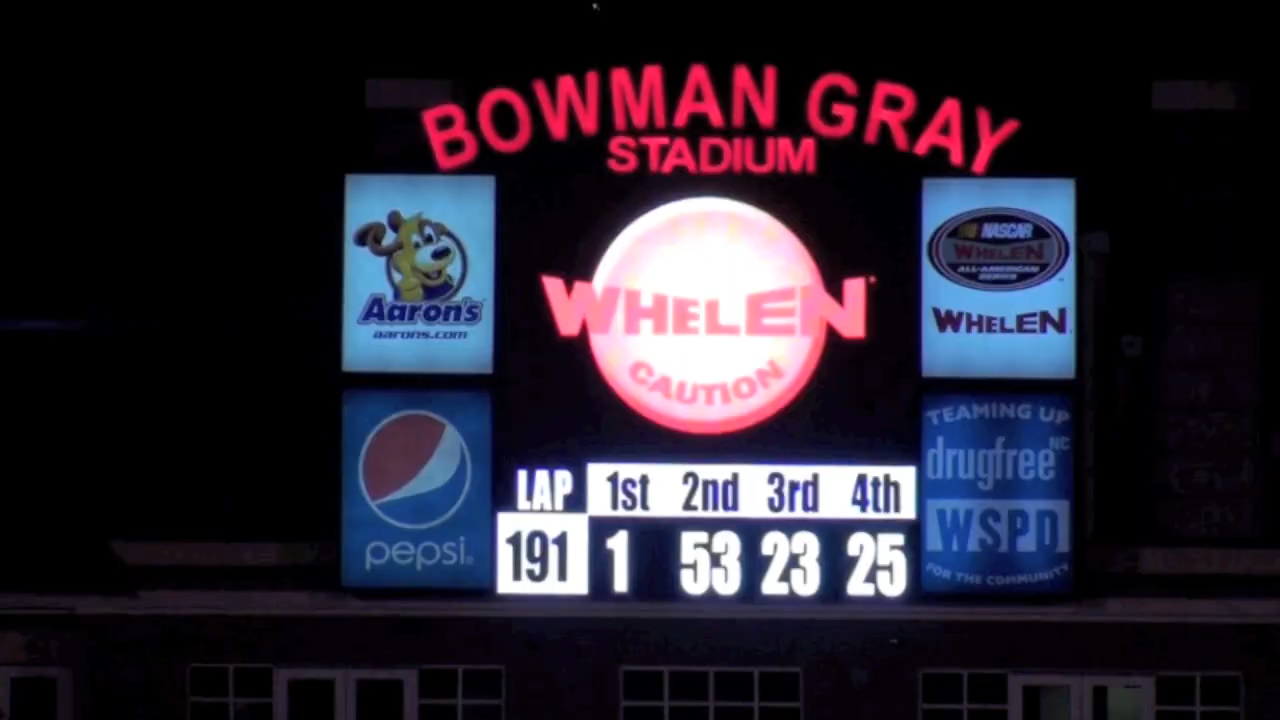 BOWMAN GRAY
STADIUM
Aaron's
aarons.com
WHELEN
CAUTION
NASCAR
WHELEN
ALL-AMERICAN
SERIES
WHELEN
pepsi
LAP 1st 2nd 3rd 4th
191 1 53 23 25
TEAMING UP
drugfree NC
WSPD
FOR THE COMMUNITY